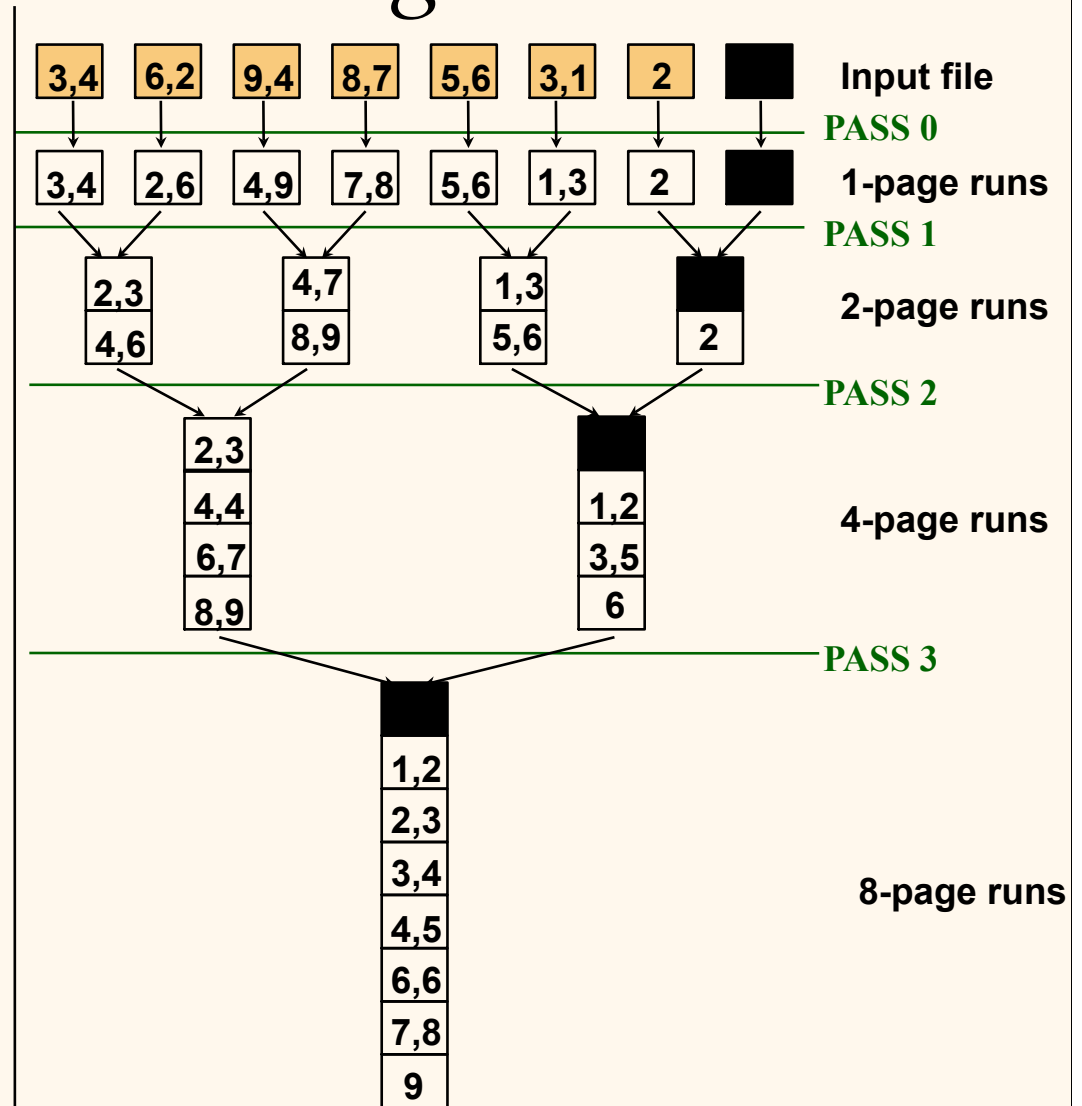 3,4 6,2 9,4 8,7 5,6 3,1 2 Input file
PASS 0
3,4 2,6 4,9 7,8 5,6 1,3 2 1-page runs
PASS 1
2,3 4,7 1,3
2-page runs
4,6 8,9 5,6 2
PASS 2
2,3
4,4 1,2 4-page runs
6,7 3,5
8,9 6
PASS 3
1,2
2,3
3,4
8-page runs
4,5
6,6
7,8
9